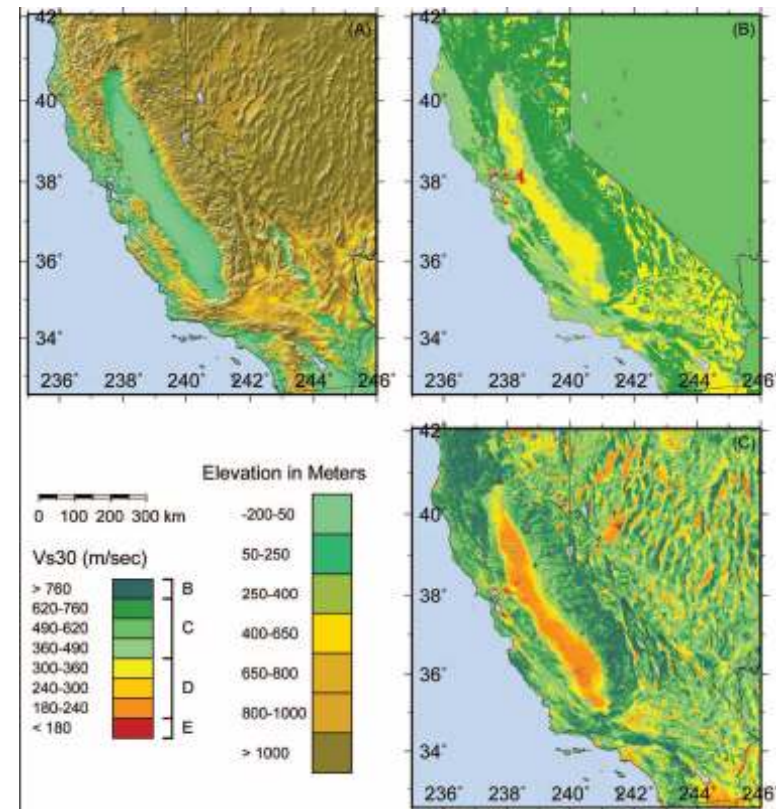 (A)
42˚
40˚
38˚
36˚
34˚
236˚ 238˚ 240˚ 242˚ 244˚ 246˚
(B)
42˚
40˚
38˚
36˚
34˚
236˚ 238˚ 240˚ 242˚ 244˚ 246˚
0 100 200 300 km
Vs30 (m/sec)
> 760
620-760
490-620
360-490
300-360
240-300
180-240
< 180
B
C
D
E
Elevation in Meters
-200-50
50-250
250-400
400-650
650-800
800-1000
> 1000
(C)
42˚
40˚
38˚
36˚
34˚
236˚ 238˚ 240˚ 242˚ 244˚ 246˚